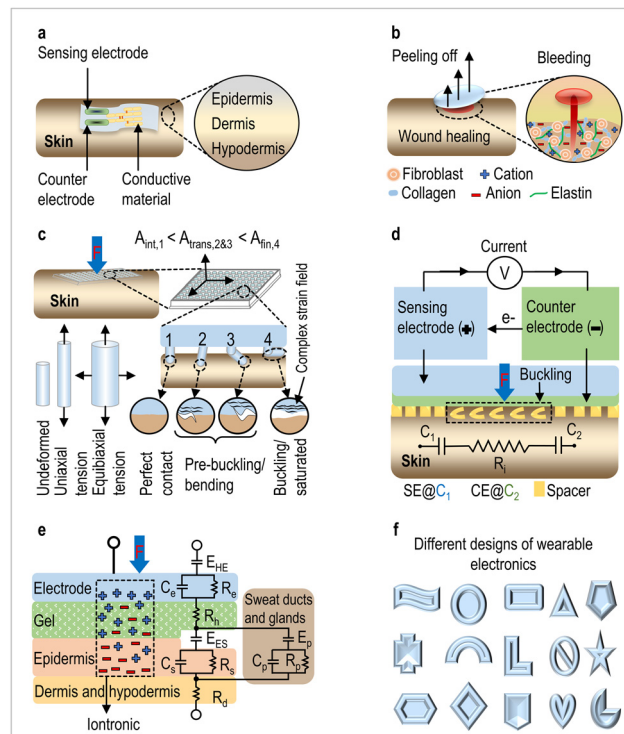 a
Sensing electrode
Epidermis
Dermis
Hypodermis
Skin
Counter
electrode
Conductive
material
b
Peeling off
Bleeding
Wound healing
Fibroblast
Cation
Collagen
Anion
Elastin
c
A_int,1 < A_trans,2&3 < A_fin,4
F
Skin
1 2 3 4
Complex strain field
Undeformed
Uniaxial
tension
Equibiaxial
tension
Perfect
contact
Pre-buckling/
bending
Buckling/
saturated
d
Current
V
Sensing
electrode (+)
e-
Counter
electrode (-)
F
Buckling
C1
C2
Ri
Skin
SE@C1
CE@C2
Spacer
e
F
E_HE
Electrode
Ce
Re
Sweat ducts
and glands
Gel
Rh
E_ES
Ep
Epidermis
Cs
Rs
Cp
Rp
Dermis and hypodermis
Rd
Iontronic
f
Different designs of wearable
electronics